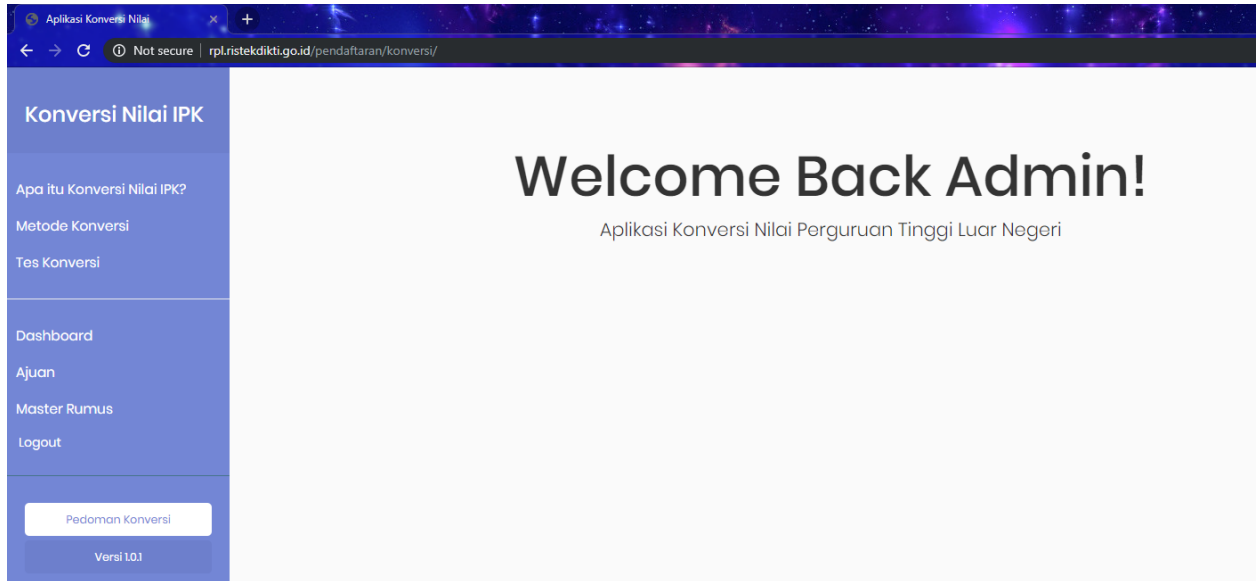 Aplikasi Konversi Nilai
Not secure | rpl.ristekdikti.go.id/pendaftaran/konversi/
Konversi Nilai IPK
Apa itu Konversi Nilai IPK?
Metode Konversi
Tes Konversi
Dashboard
Ajuan
Master Rumus
Logout
Pedoman Konversi
Versi 1.0.1
Welcome Back Admin!
Aplikasi Konversi Nilai Perguruan Tinggi Luar Negeri